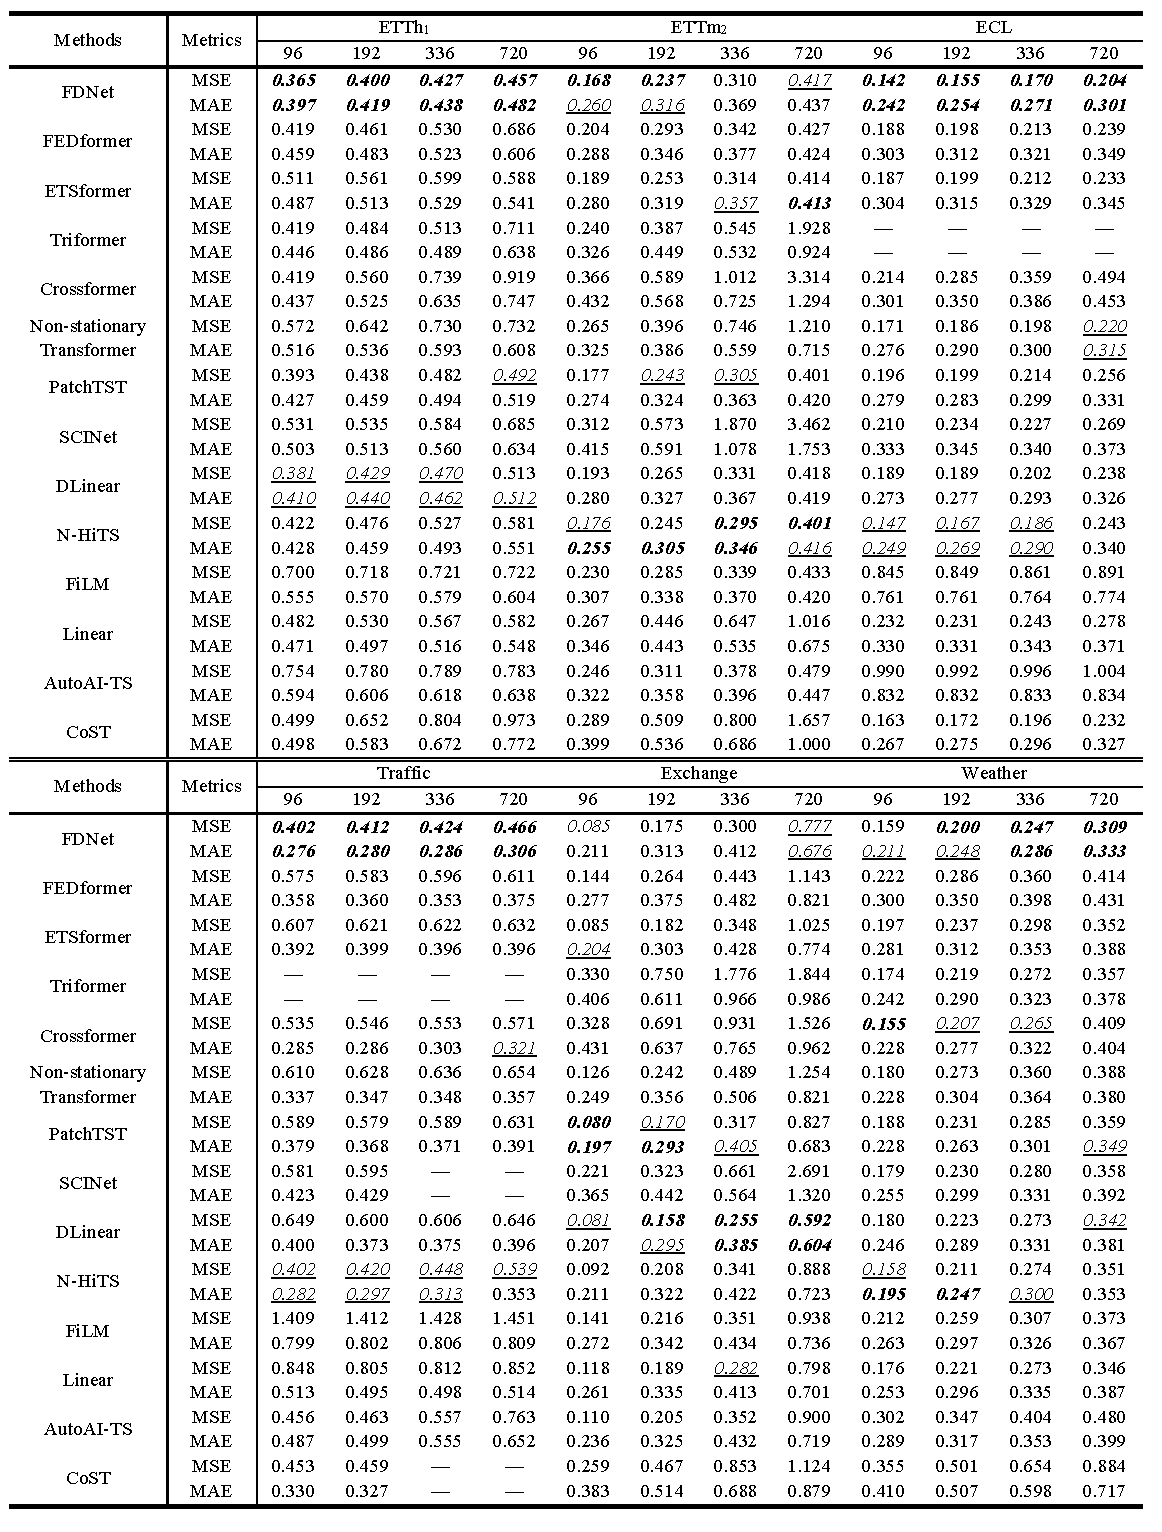 Methods Metrics ETTh1 ETTm2 ECL
96 192 336 720 96 192 336 720 96 192 336 720
FDNet MSE 0.365 0.400 0.427 0.457 0.168 0.237 0.310 0.417 0.142 0.155 0.170 0.204
MAE 0.397 0.419 0.438 0.482 0.260 0.316 0.369 0.437 0.242 0.254 0.271 0.301
FEDformer MSE 0.419 0.461 0.530 0.686 0.204 0.293 0.342 0.427 0.188 0.198 0.213 0.239
MAE 0.459 0.483 0.523 0.606 0.288 0.346 0.377 0.424 0.303 0.312 0.321 0.349
ETSformer MSE 0.511 0.561 0.599 0.588 0.189 0.253 0.314 0.414 0.187 0.199 0.212 0.233
MAE 0.487 0.513 0.529 0.541 0.280 0.319 0.357 0.413 0.304 0.315 0.329 0.345
Triformer MSE 0.419 0.484 0.513 0.711 0.240 0.387 0.545 1.928 — — — —
MAE 0.446 0.486 0.489 0.638 0.326 0.449 0.532 0.924 — — — —
Crossformer MSE 0.419 0.560 0.739 0.919 0.366 0.589 1.012 3.314 0.214 0.285 0.359 0.494
MAE 0.437 0.525 0.635 0.747 0.432 0.568 0.725 1.294 0.301 0.350 0.386 0.453
Non-stationary MSE 0.572 0.642 0.730 0.732 0.265 0.396 0.746 1.210 0.171 0.186 0.198 0.220
Transformer MAE 0.516 0.536 0.593 0.608 0.325 0.386 0.559 0.715 0.276 0.290 0.300 0.315
PatchTST MSE 0.393 0.438 0.482 0.492 0.177 0.243 0.305 0.401 0.196 0.199 0.214 0.256
MAE 0.427 0.459 0.494 0.519 0.274 0.324 0.363 0.420 0.279 0.283 0.299 0.331
SCINet MSE 0.531 0.535 0.584 0.685 0.312 0.573 1.870 3.462 0.210 0.234 0.227 0.269
MAE 0.503 0.513 0.560 0.634 0.415 0.591 1.078 1.753 0.333 0.345 0.340 0.373
DLinear MSE 0.381 0.429 0.470 0.513 0.193 0.265 0.331 0.418 0.189 0.189 0.202 0.238
MAE 0.410 0.440 0.462 0.512 0.280 0.327 0.367 0.419 0.273 0.277 0.293 0.326
N-HiTS MSE 0.422 0.476 0.527 0.581 0.176 0.245 0.295 0.401 0.147 0.167 0.186 0.243
MAE 0.428 0.459 0.493 0.551 0.255 0.305 0.346 0.416 0.249 0.269 0.290 0.340
FiLM MSE 0.700 0.718 0.721 0.722 0.230 0.285 0.339 0.433 0.845 0.849 0.861 0.891
MAE 0.555 0.570 0.579 0.604 0.307 0.338 0.370 0.420 0.761 0.761 0.764 0.774
Linear MSE 0.482 0.530 0.567 0.582 0.267 0.446 0.647 1.016 0.232 0.231 0.243 0.278
MAE 0.471 0.497 0.516 0.548 0.346 0.443 0.535 0.675 0.330 0.331 0.343 0.371
AutoAI-TS MSE 0.754 0.780 0.789 0.783 0.246 0.311 0.378 0.479 0.990 0.992 0.996 1.004
MAE 0.594 0.606 0.618 0.638 0.322 0.358 0.396 0.447 0.832 0.832 0.833 0.834
CoST MSE 0.499 0.652 0.804 0.973 0.289 0.509 0.800 1.657 0.163 0.172 0.196 0.232
MAE 0.498 0.583 0.672 0.772 0.399 0.536 0.686 1.000 0.267 0.275 0.296 0.327
Methods Metrics Traffic Exchange Weather
96 192 336 720 96 192 336 720 96 192 336 720
FDNet MSE 0.402 0.412 0.424 0.466 0.085 0.175 0.300 0.777 0.159 0.200 0.247 0.309
MAE 0.276 0.280 0.286 0.306 0.211 0.313 0.412 0.676 0.211 0.248 0.286 0.333
FEDformer MSE 0.575 0.583 0.596 0.611 0.144 0.264 0.443 1.143 0.222 0.286 0.360 0.414
MAE 0.358 0.360 0.353 0.375 0.277 0.375 0.482 0.821 0.300 0.350 0.398 0.431
ETSformer MSE 0.607 0.621 0.622 0.632 0.085 0.182 0.348 1.025 0.197 0.237 0.298 0.352
MAE 0.392 0.399 0.396 0.396 0.204 0.303 0.428 0.774 0.281 0.312 0.353 0.388
Triformer MSE — — — — 0.330 0.750 1.776 1.844 0.174 0.219 0.272 0.357
MAE — — — — 0.406 0.611 0.966 0.986 0.242 0.290 0.323 0.378
Crossformer MSE 0.535 0.546 0.553 0.571 0.328 0.691 0.931 1.526 0.155 0.207 0.265 0.409
MAE 0.285 0.286 0.303 0.321 0.431 0.637 0.765 0.962 0.228 0.277 0.322 0.404
Non-stationary MSE 0.610 0.628 0.636 0.654 0.126 0.242 0.489 1.254 0.180 0.273 0.360 0.388
Transformer MAE 0.337 0.347 0.348 0.357 0.249 0.356 0.506 0.821 0.228 0.304 0.364 0.380
PatchTST MSE 0.589 0.579 0.589 0.631 0.080 0.170 0.317 0.827 0.188 0.231 0.285 0.359
MAE 0.379 0.368 0.371 0.391 0.197 0.293 0.405 0.683 0.228 0.263 0.301 0.349
SCINet MSE 0.581 0.595 — — 0.221 0.323 0.661 2.691 0.179 0.230 0.280 0.358
MAE 0.423 0.429 — — 0.365 0.442 0.564 1.320 0.255 0.299 0.331 0.392
DLinear MSE 0.649 0.600 0.606 0.646 0.081 0.158 0.255 0.592 0.180 0.223 0.273 0.342
MAE 0.400 0.373 0.375 0.396 0.207 0.295 0.385 0.604 0.246 0.289 0.331 0.381
N-HiTS MSE 0.402 0.420 0.448 0.539 0.092 0.208 0.341 0.888 0.158 0.211 0.274 0.351
MAE 0.282 0.297 0.313 0.353 0.211 0.322 0.422 0.723 0.195 0.247 0.300 0.353
FiLM MSE 1.409 1.412 1.428 1.451 0.141 0.216 0.351 0.938 0.212 0.259 0.307 0.373
MAE 0.799 0.802 0.806 0.809 0.272 0.342 0.434 0.736 0.263 0.297 0.326 0.367
Linear MSE 0.848 0.805 0.812 0.852 0.118 0.189 0.282 0.798 0.176 0.221 0.273 0.346
MAE 0.513 0.495 0.498 0.514 0.261 0.335 0.413 0.701 0.253 0.296 0.335 0.387
AutoAI-TS MSE 0.456 0.463 0.557 0.763 0.110 0.205 0.352 0.900 0.302 0.347 0.404 0.480
MAE 0.487 0.499 0.555 0.652 0.236 0.325 0.432 0.719 0.289 0.317 0.353 0.399
CoST MSE 0.453 0.459 — — 0.259 0.467 0.853 1.124 0.355 0.501 0.654 0.884
MAE 0.330 0.327 — — 0.383 0.514 0.688 0.879 0.410 0.507 0.598 0.717